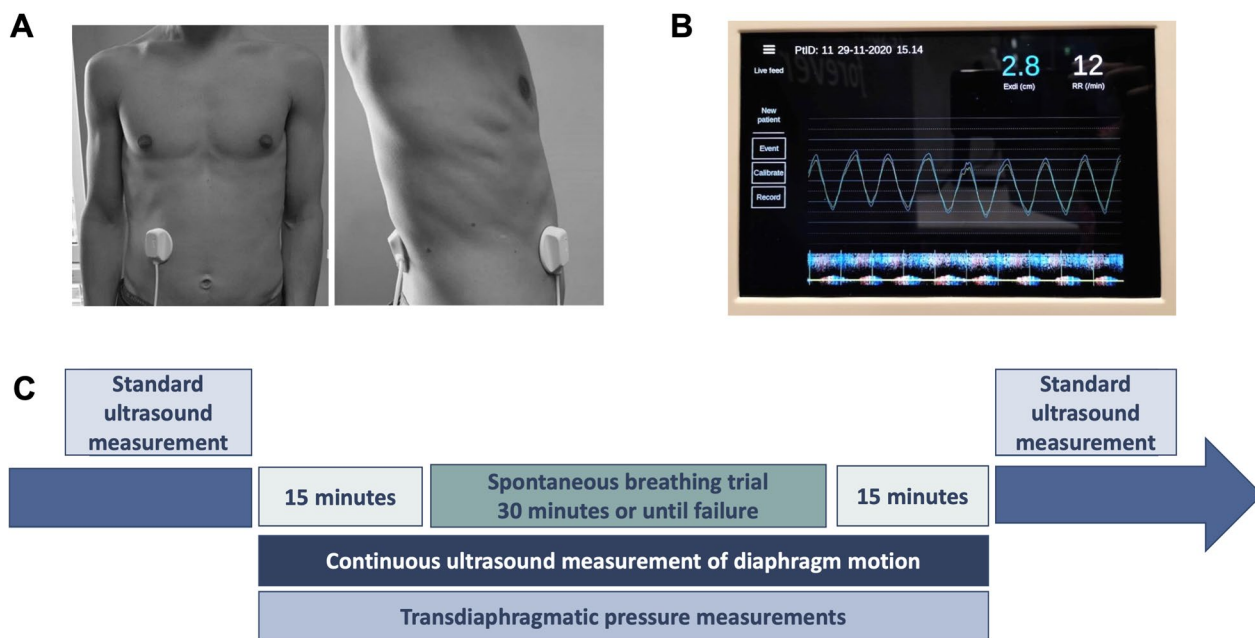 A
B
PtID: 11 29-11-2020 15.14
Live feed
2.8
12
Exdi (cm)
RR (/min)
forever
New
patient
Event
Calibrate
Record
C
Standard
ultrasound
measurement
Standard
ultrasound
measurement
15 minutes
Spontaneous breathing trial
30 minutes or until failure
15 minutes
Continuous ultrasound measurement of diaphragm motion
Transdiaphragmatic pressure measurements